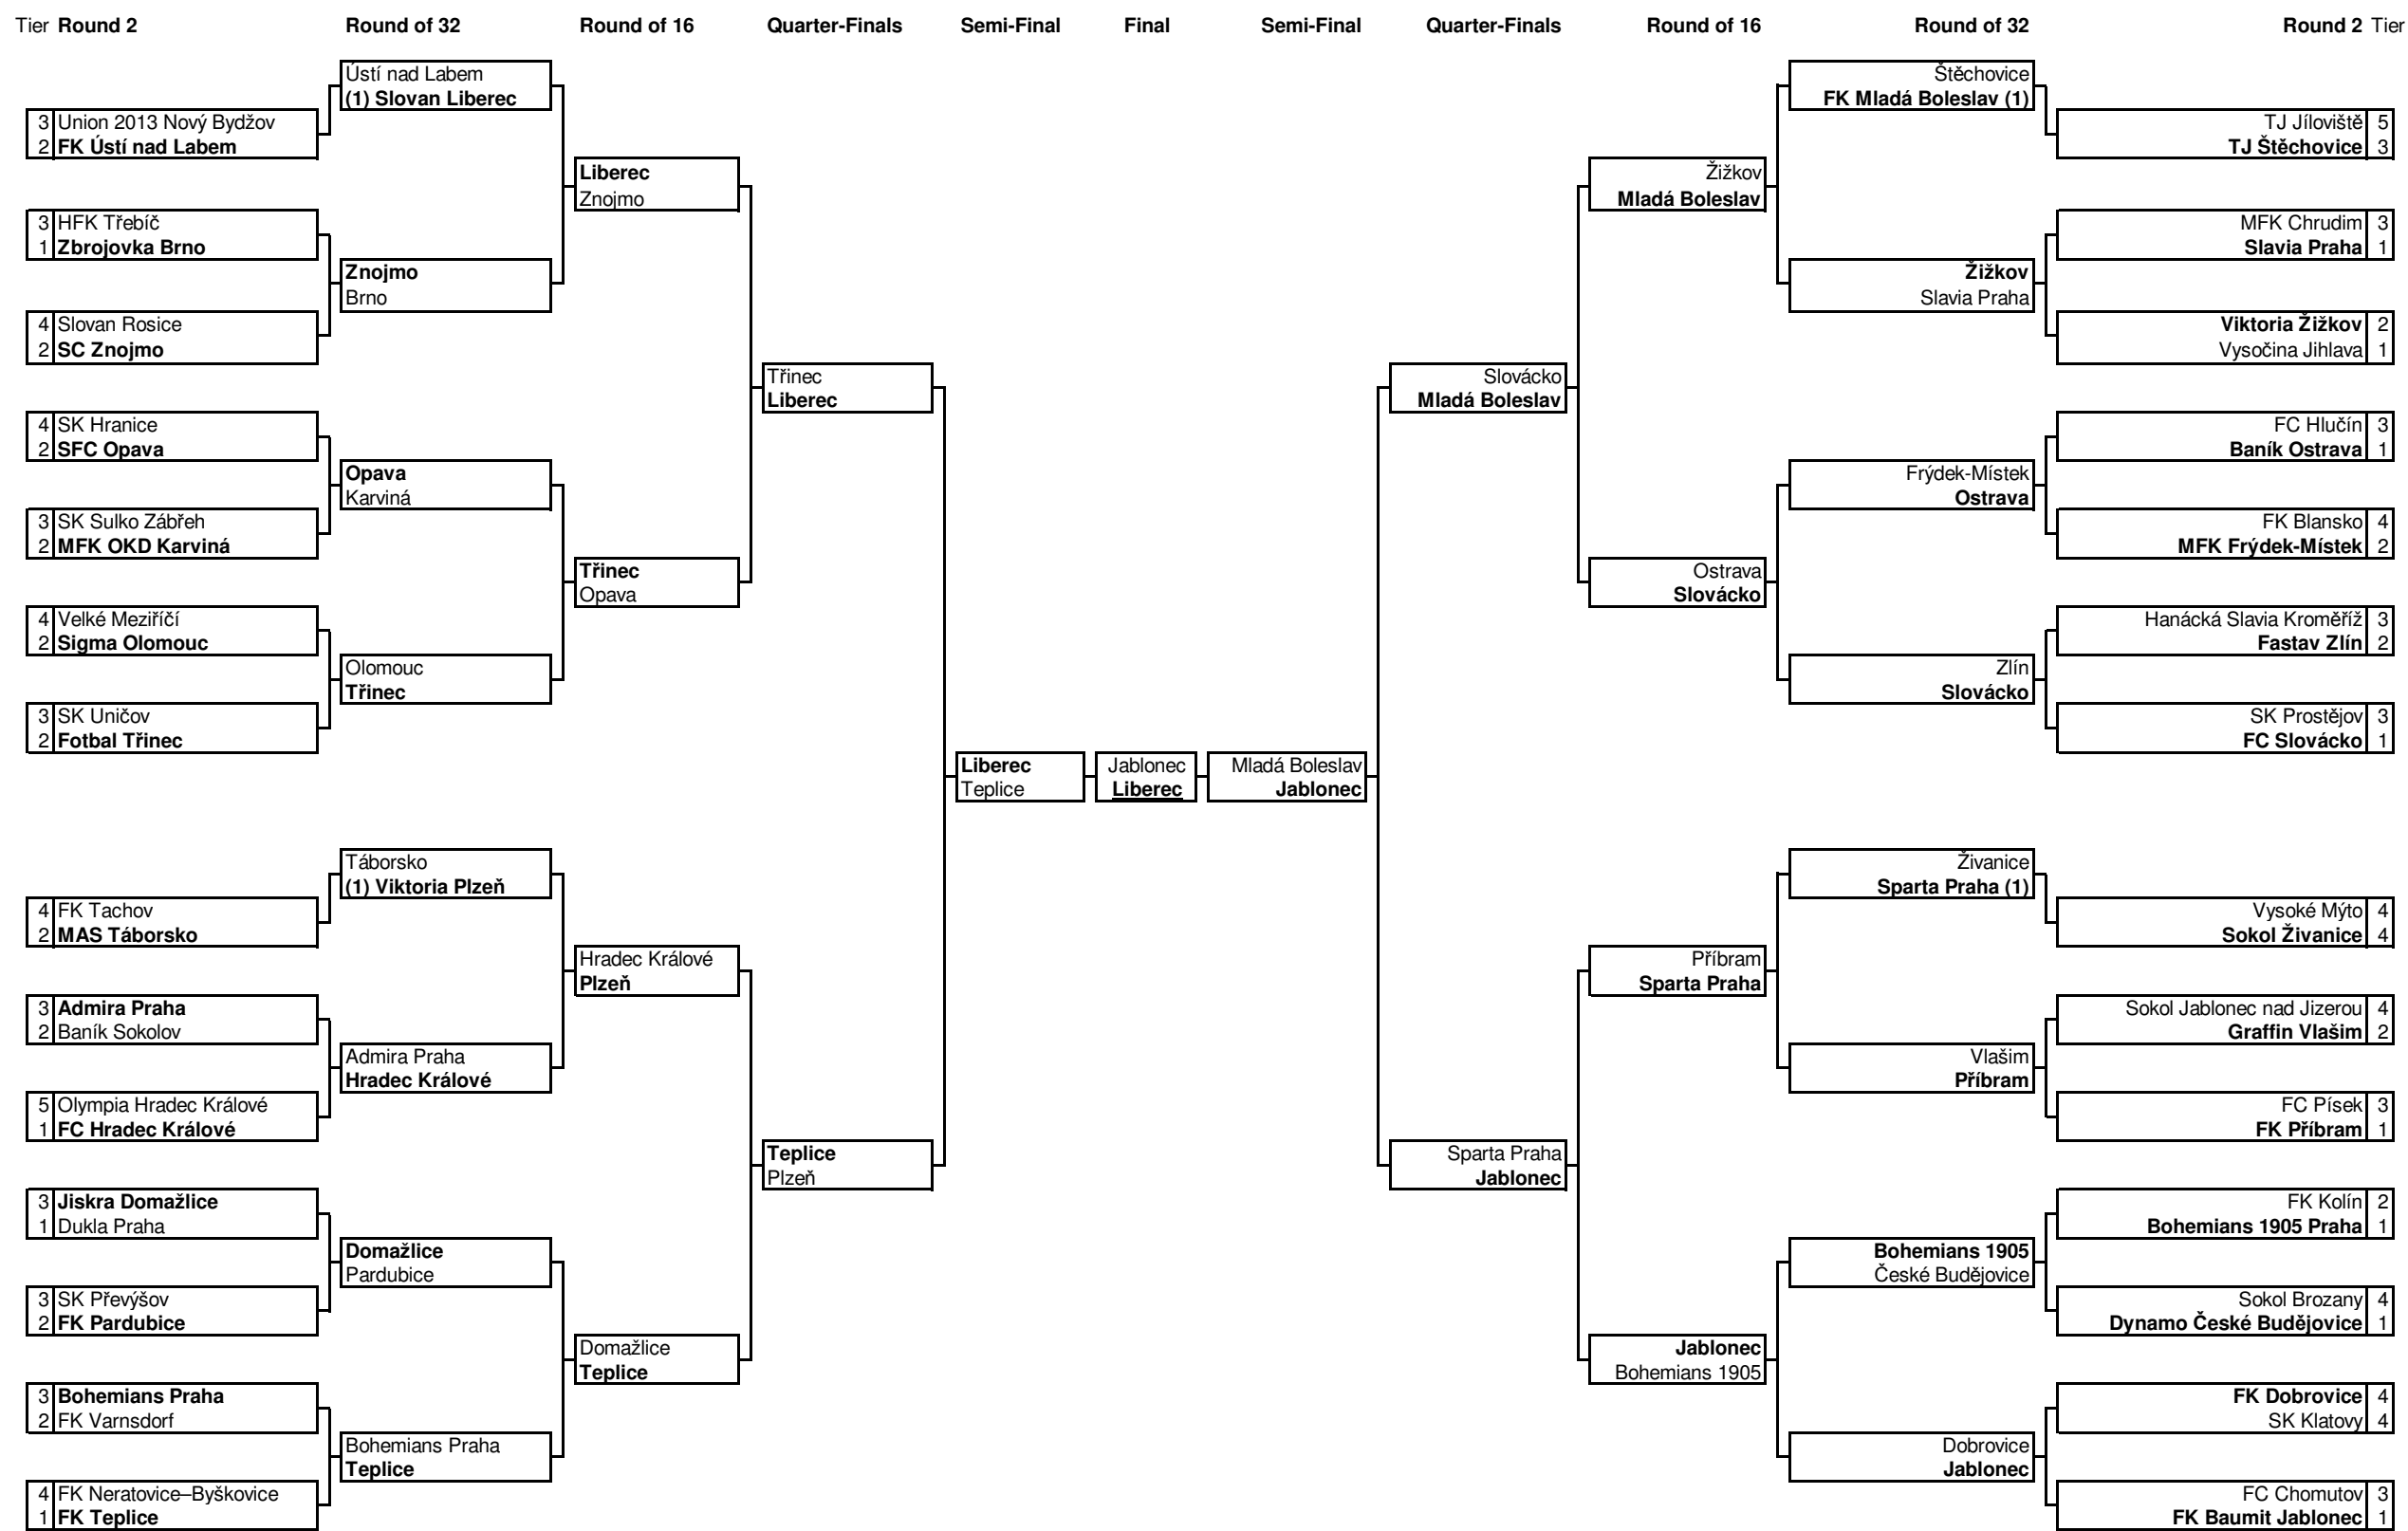 Tier Round 2 Round of 32 Round of 16 Quarter-Finals Semi-Final Final Semi-Final Quarter-Finals Round of 16 Round of 32 Round 2 Tier
3 Union 2013 Nový Bydžov
2 FK Ústí nad Labem
3 HFK Třebíč
1 Zbrojovka Brno
4 Slovan Rosice
2 SC Znojmo
4 SK Hranice
2 SFC Opava
3 SK Sulko Zábřeh
2 MFK OKD Karviná
4 Velké Meziříčí
2 Sigma Olomouc
3 SK Uničov
2 Fotbal Třinec
4 FK Tachov
2 MAS Táborsko
3 Admira Praha
2 Baník Sokolov
5 Olympia Hradec Králové
1 FC Hradec Králové
3 Jiskra Domažlice
1 Dukla Praha
3 SK Převýšov
2 FK Pardubice
3 Bohemians Praha
2 FK Varnsdorf
4 FK Neratovice–Byškovice
1 FK Teplice
Ústí nad Labem
(1) Slovan Liberec
Znojmo
Brno
Opava
Karviná
Olomouc
Třinec
Táborsko
(1) Viktoria Plzeň
Admira Praha
Hradec Králové
Domažlice
Pardubice
Bohemians Praha
Teplice
Liberec
Znojmo
Třinec
Opava
Hradec Králové
Plzeň
Domažlice
Teplice
Třinec
Liberec
Teplice
Plzeň
Liberec
Teplice
Jablonec
Liberec
Mladá Boleslav
Jablonec
Slovácko
Mladá Boleslav
Sparta Praha
Jablonec
Žižkov
Mladá Boleslav
Ostrava
Slovácko
Příbram
Sparta Praha
Jablonec
Bohemians 1905
Štěchovice
FK Mladá Boleslav (1)
Žižkov
Slavia Praha
Frýdek-Místek
Ostrava
Zlín
Slovácko
Živanice
Sparta Praha (1)
Vlašim
Příbram
Bohemians 1905
České Budějovice
Dobrovice
Jablonec
TJ Jíloviště 5
TJ Štěchovice 3
MFK Chrudim 3
Slavia Praha 1
Viktoria Žižkov 2
Vysočina Jihlava 1
FC Hlučín 3
Baník Ostrava 1
FK Blansko 4
MFK Frýdek-Místek 2
Hanácká Slavia Kroměříž 3
Fastav Zlín 2
SK Prostějov 3
FC Slovácko 1
Vysoké Mýto 4
Sokol Živanice 4
Sokol Jablonec nad Jizerou 4
Graffin Vlašim 2
FC Písek 3
FK Příbram 1
FK Kolín 2
Bohemians 1905 Praha 1
Sokol Brozany 4
Dynamo České Budějovice 1
FK Dobrovice 4
SK Klatovy 4
FC Chomutov 3
FK Baumit Jablonec 1